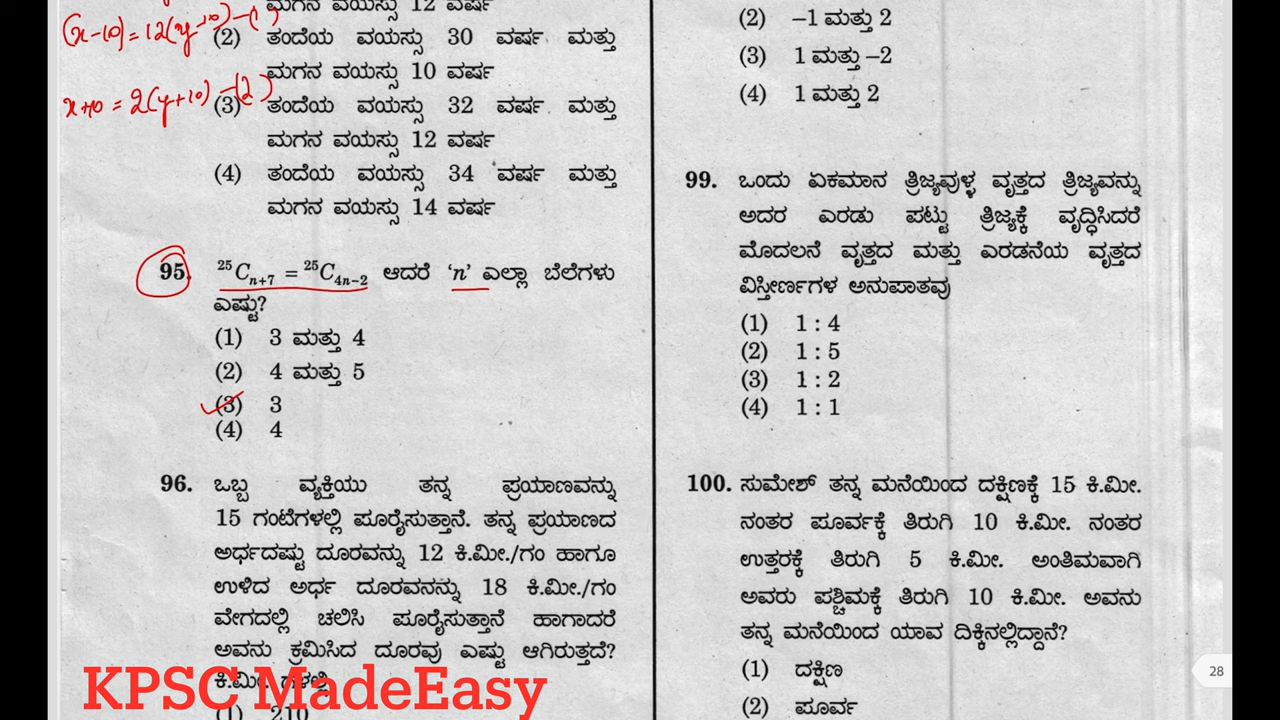 ಮಗನ ವಯಸ್ಸು 12 ವರ್ಷ
(x-10) = 12(y-10) -(1)
(2) ತಂದೆಯ ವಯಸ್ಸು 30 ವರ್ಷ ಮತ್ತು
ಮಗನ ವಯಸ್ಸು 10 ವರ್ಷ
x+10 = 2(y+10) -(2)
(3) ತಂದೆಯ ವಯಸ್ಸು 32 ವರ್ಷ ಮತ್ತು
ಮಗನ ವಯಸ್ಸು 12 ವರ್ಷ
(4) ತಂದೆಯ ವಯಸ್ಸು 34 ವರ್ಷ ಮತ್ತು
ಮಗನ ವಯಸ್ಸು 14 ವರ್ಷ
95. ²⁵Cₙ₊₇ = ²⁵C₄ₙ₋₂ ಆದರೆ ‘n’ ಎಲ್ಲಾ ಬೆಲೆಗಳು
ಎಷ್ಟು?
(1) 3 ಮತ್ತು 4
(2) 4 ಮತ್ತು 5
(3) 3
(4) 4
96. ಒಬ್ಬ ವ್ಯಕ್ತಿಯು ತನ್ನ ಪ್ರಯಾಣವನ್ನು
15 ಗಂಟೆಗಳಲ್ಲಿ ಪೂರೈಸುತ್ತಾನೆ. ತನ್ನ ಪ್ರಯಾಣದ
ಅರ್ಧದಷ್ಟು ದೂರವನ್ನು 12 ಕಿ.ಮೀ./ಗಂ ಹಾಗೂ
ಉಳಿದ ಅರ್ಧ ದೂರವನನ್ನು 18 ಕಿ.ಮೀ./ಗಂ
ವೇಗದಲ್ಲಿ ಚಲಿಸಿ ಪೂರೈಸುತ್ತಾನೆ ಹಾಗಾದರೆ
ಅವನು ಕ್ರಮಿಸಿದ ದೂರವು ಎಷ್ಟು ಆಗಿರುತ್ತದೆ?
(1) 210
(2) –1 ಮತ್ತು 2
(3) 1 ಮತ್ತು –2
(4) 1 ಮತ್ತು 2
99. ಒಂದು ಏಕಮಾನ ತ್ರಿಜ್ಯವುಳ್ಳ ವೃತ್ತದ ತ್ರಿಜ್ಯವನ್ನು
ಅದರ ಎರಡು ಪಟ್ಟು ತ್ರಿಜ್ಯಕ್ಕೆ ವೃದ್ಧಿಸಿದರೆ
ಮೊದಲನೆ ವೃತ್ತದ ಮತ್ತು ಎರಡನೆಯ ವೃತ್ತದ
ವಿಸ್ತೀರ್ಣಗಳ ಅನುಪಾತವು
(1) 1 : 4
(2) 1 : 5
(3) 1 : 2
(4) 1 : 1
100. ಸುಮೇಶ್ ತನ್ನ ಮನೆಯಿಂದ ದಕ್ಷಿಣಕ್ಕೆ 15 ಕಿ.ಮೀ.
ನಂತರ ಪೂರ್ವಕ್ಕೆ ತಿರುಗಿ 10 ಕಿ.ಮೀ. ನಂತರ
ಉತ್ತರಕ್ಕೆ ತಿರುಗಿ 5 ಕಿ.ಮೀ. ಅಂತಿಮವಾಗಿ
ಅವರು ಪಶ್ಚಿಮಕ್ಕೆ ತಿರುಗಿ 10 ಕಿ.ಮೀ. ಅವನು
ತನ್ನ ಮನೆಯಿಂದ ಯಾವ ದಿಕ್ಕಿನಲ್ಲಿದ್ದಾನೆ?
(1) ದಕ್ಷಿಣ
(2) ಪೂರ್ವ
KPSC MadeEasy
28